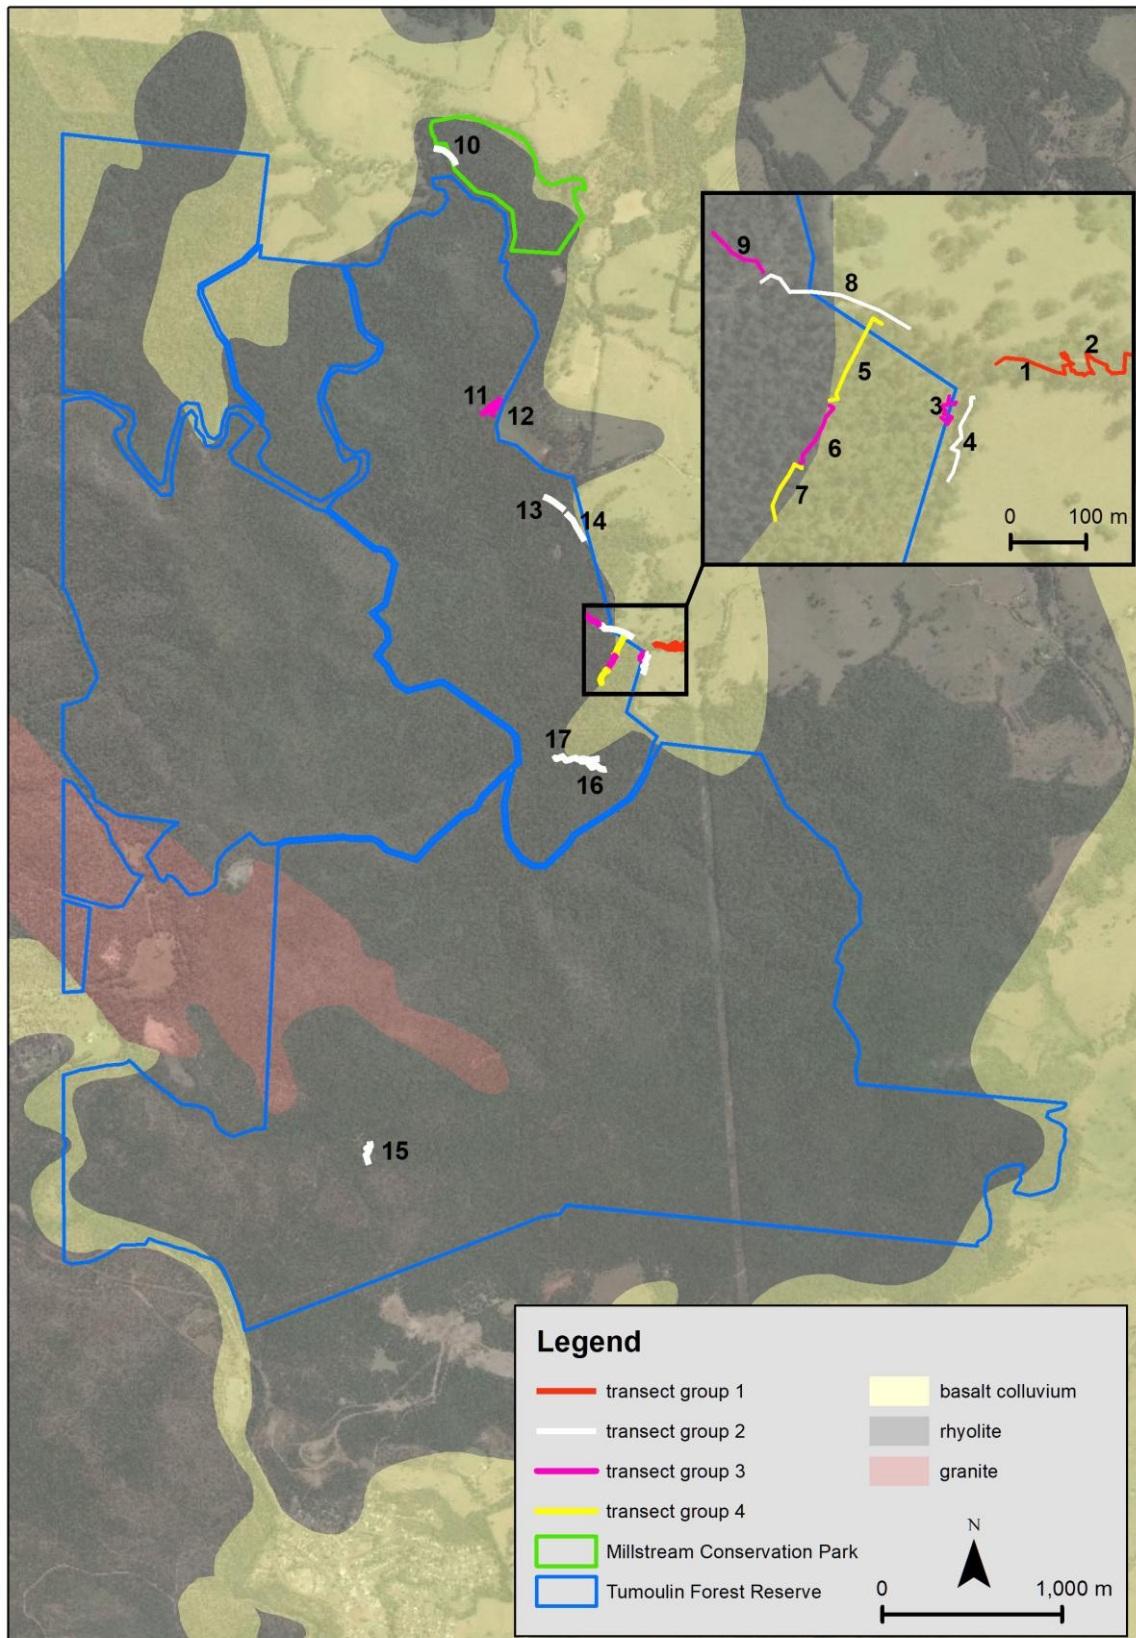 10
9
8
2
1
5
3
4
6
7
0 100 m
11
12
13
14
17
16
15
Legend
transect group 1
transect group 2
transect group 3
transect group 4
Millstream Conservation Park
Tumoulin Forest Reserve
basalt colluvium
rhyolite
granite
N
0 1,000 m